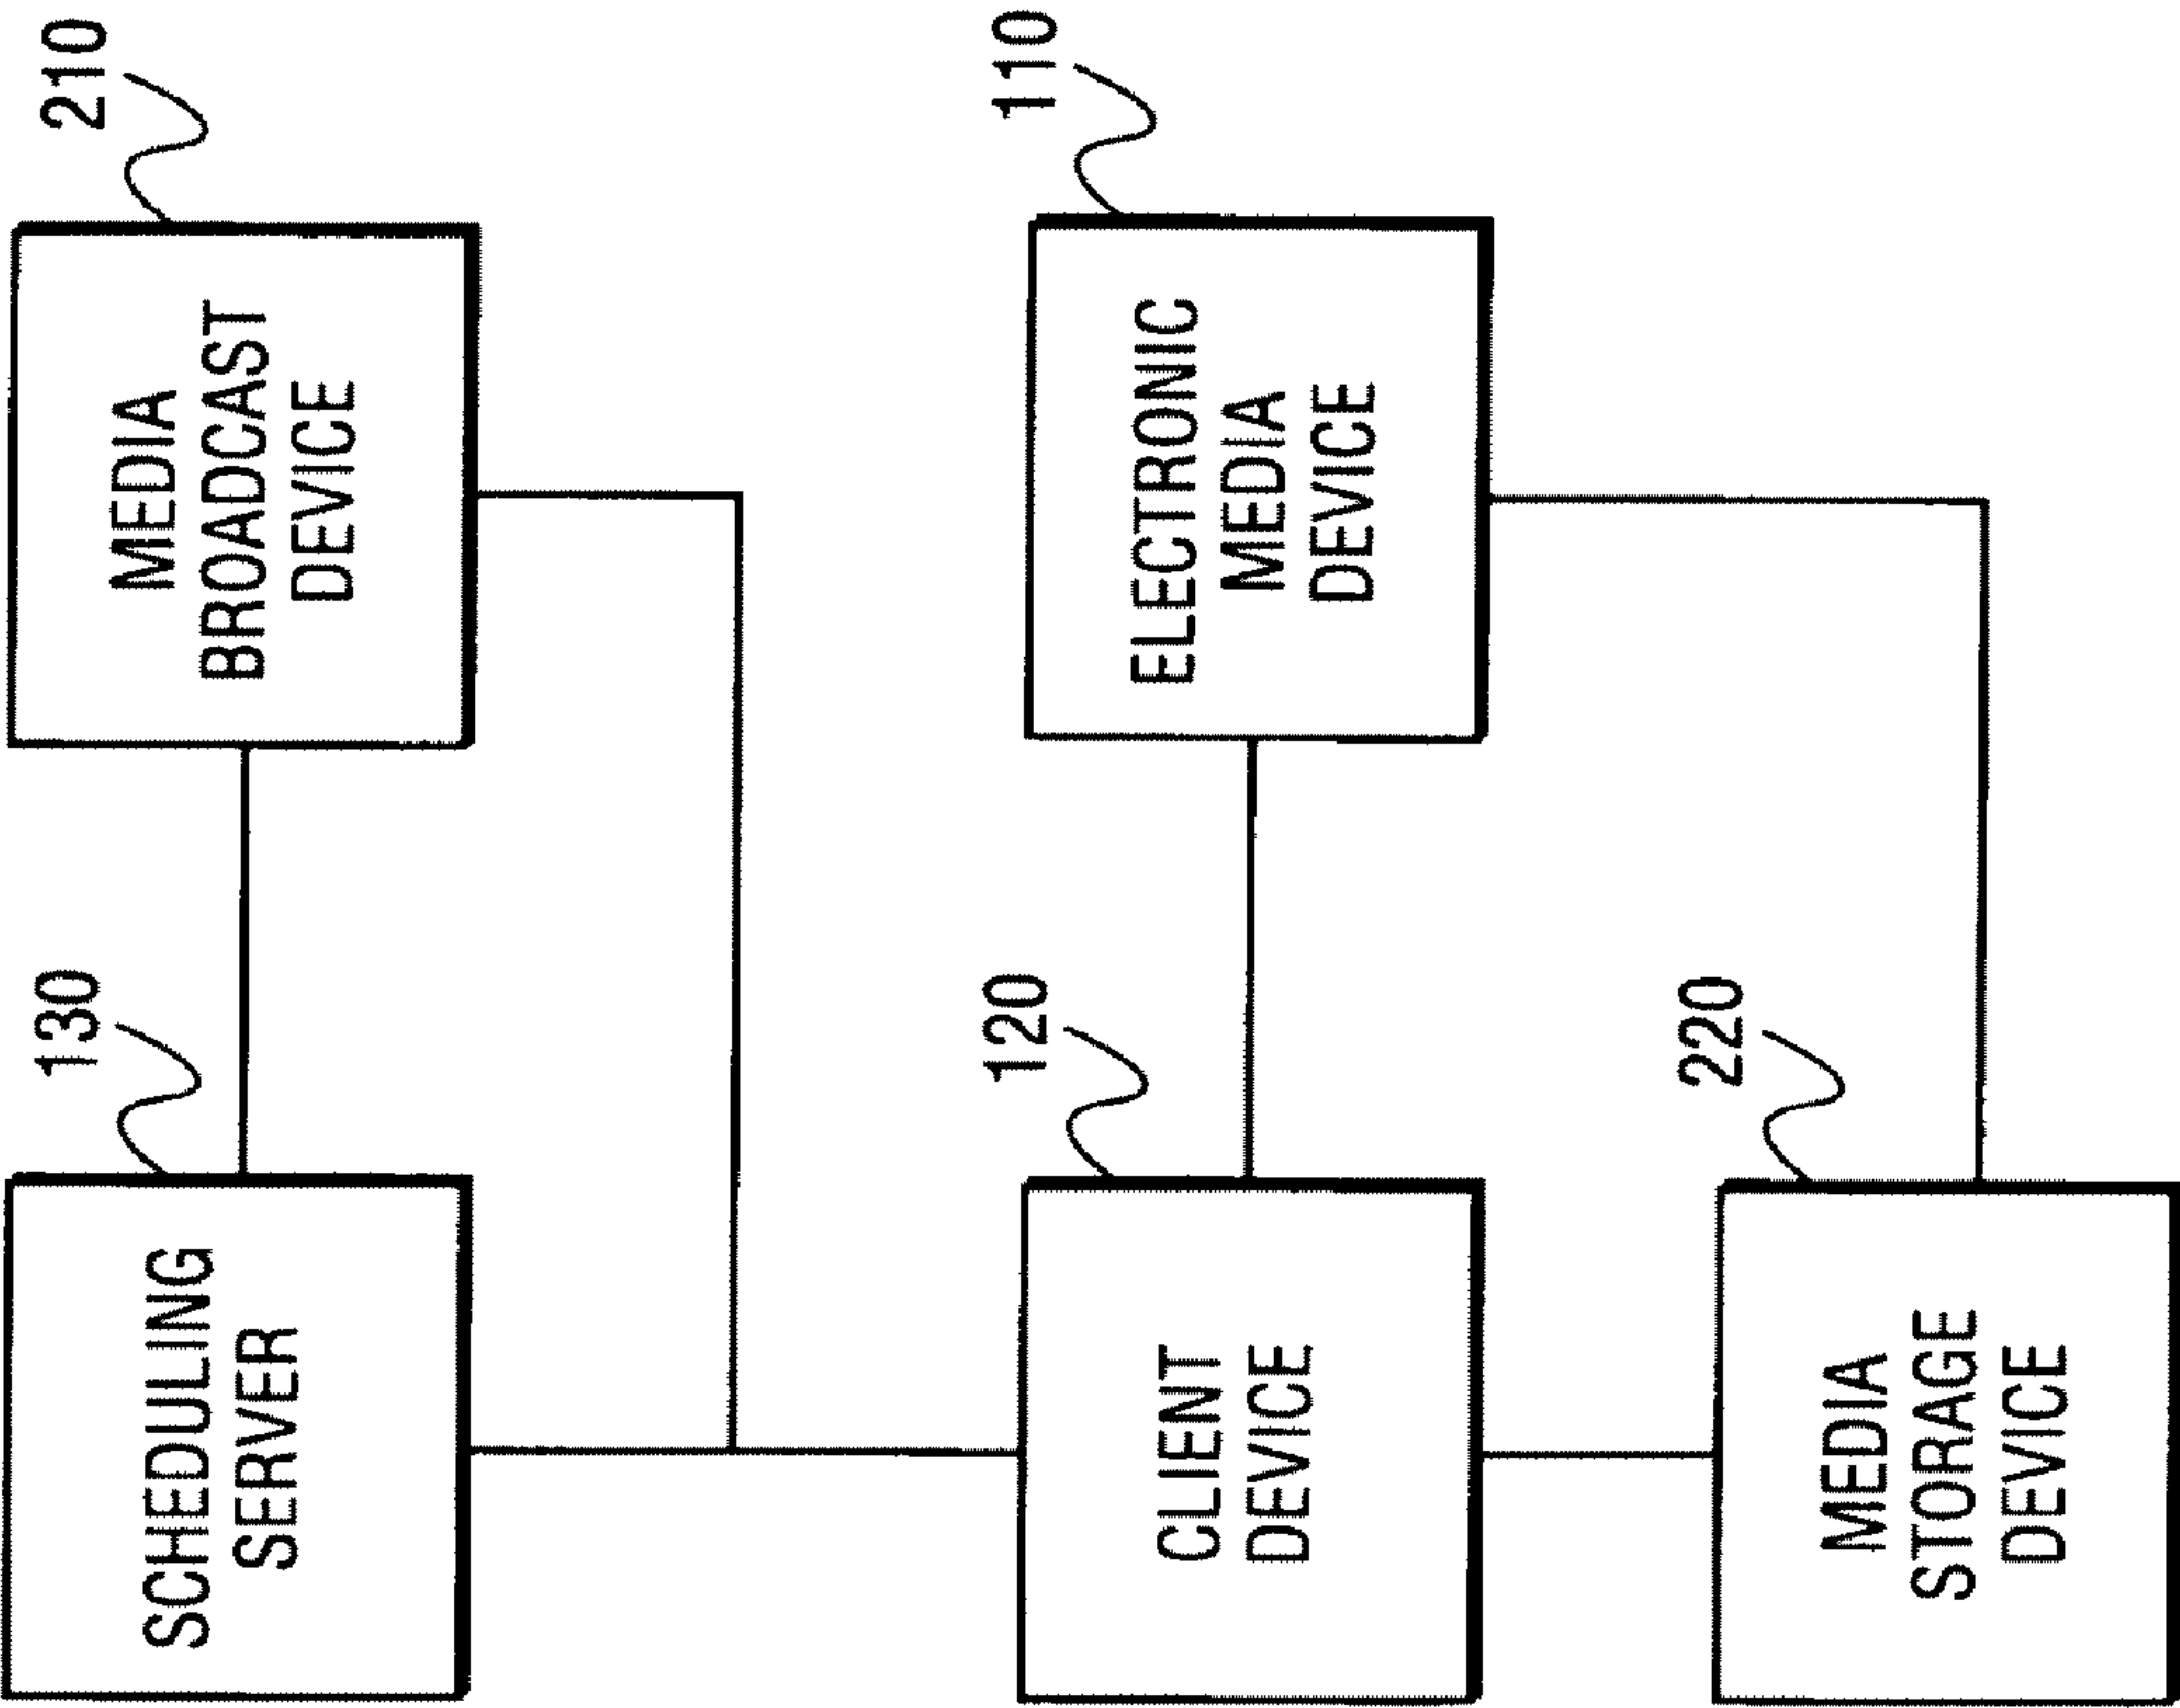 130
SCHEDULING
SERVER
210
MEDIA
BROADCAST
DEVICE
120
CLIENT
DEVICE
110
ELECTRONIC
MEDIA
DEVICE
220
MEDIA
STORAGE
DEVICE